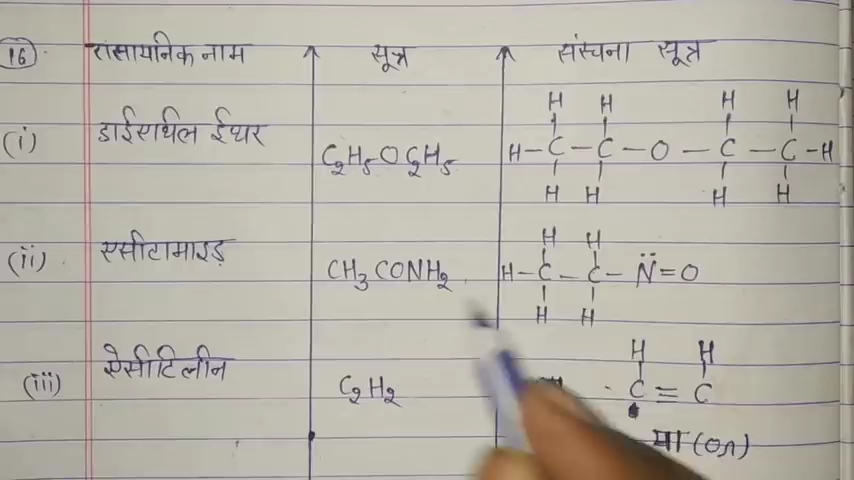 16 रासायनिक नाम सूत्र संरचना सूत्र
(i) डाईएथिल ईथर C₂H₅OC₂H₅
H H H H
H-C-C-O-C-C-H
H H H H
(ii) एसीटामाइड़ CH₃CONH₂
H H
H-C-C-N̈=O
H H
(iii) ऐसीटिलीन C₂H₂
H H
C=C
या (or)